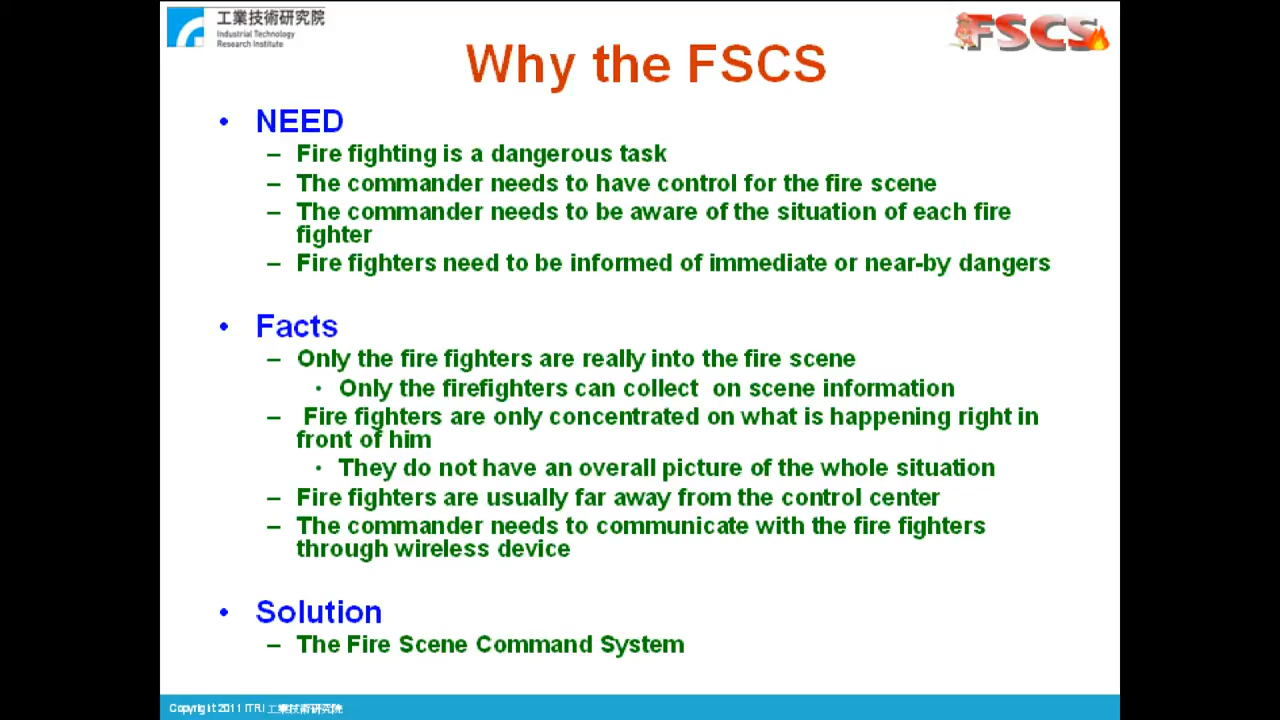 工業技術研究院
Industrial Technology
Research Institute
FSCS
Why the FSCS
• NEED
– Fire fighting is a dangerous task
– The commander needs to have control for the fire scene
– The commander needs to be aware of the situation of each fire
fighter
– Fire fighters need to be informed of immediate or near-by dangers
• Facts
– Only the fire fighters are really into the fire scene
• Only the firefighters can collect on scene information
– Fire fighters are only concentrated on what is happening right in
front of him
• They do not have an overall picture of the whole situation
– Fire fighters are usually far away from the control center
– The commander needs to communicate with the fire fighters
through wireless device
• Solution
– The Fire Scene Command System
Copyright 2011 ITRI 工業技術研究院